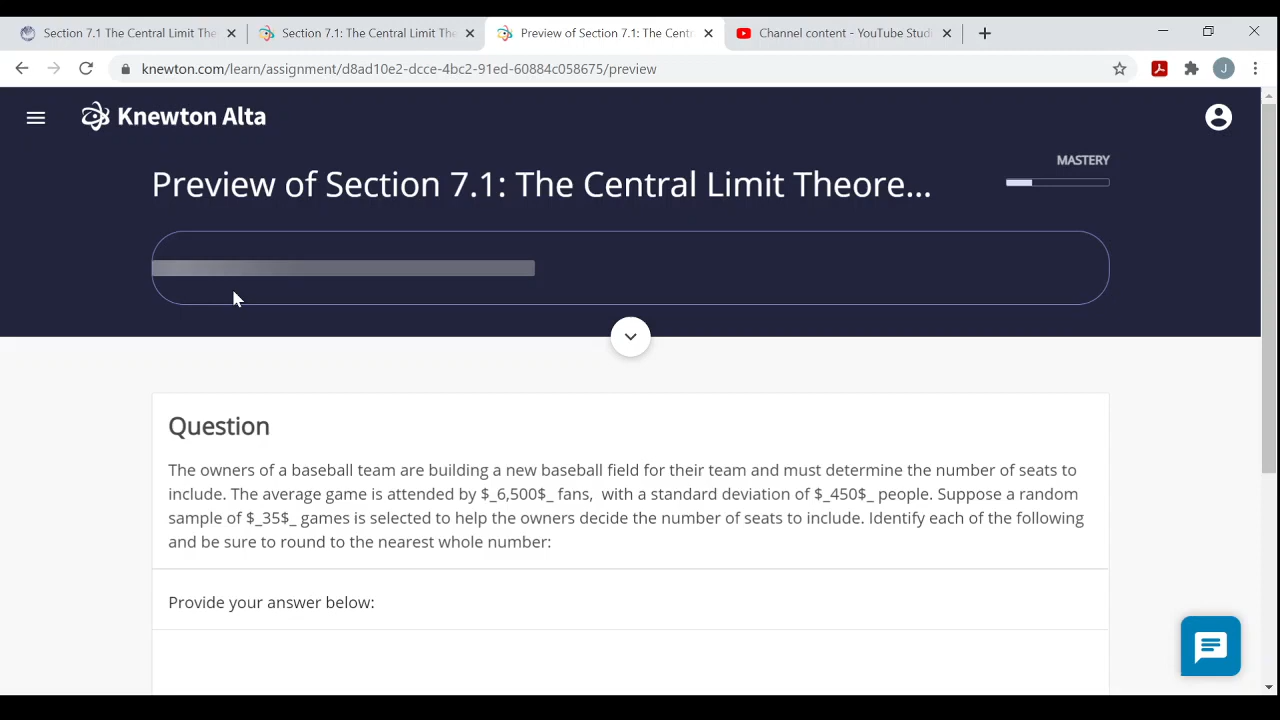 Section 7.1 The Central Limit The
Section 7.1: The Central Limit The
Preview of Section 7.1: The Centr
Channel content - YouTube Studi
knewton.com/learn/assignment/d8ad10e2-dcce-4bc2-91ed-60884c058675/preview
J
Knewton Alta
MASTERY
Preview of Section 7.1: The Central Limit Theore...
Question
The owners of a baseball team are building a new baseball field for their team and must determine the number of seats to
include. The average game is attended by $_6,500$_ fans, with a standard deviation of $_450$_ people. Suppose a random
sample of $_35$_ games is selected to help the owners decide the number of seats to include. Identify each of the following
and be sure to round to the nearest whole number:
Provide your answer below: